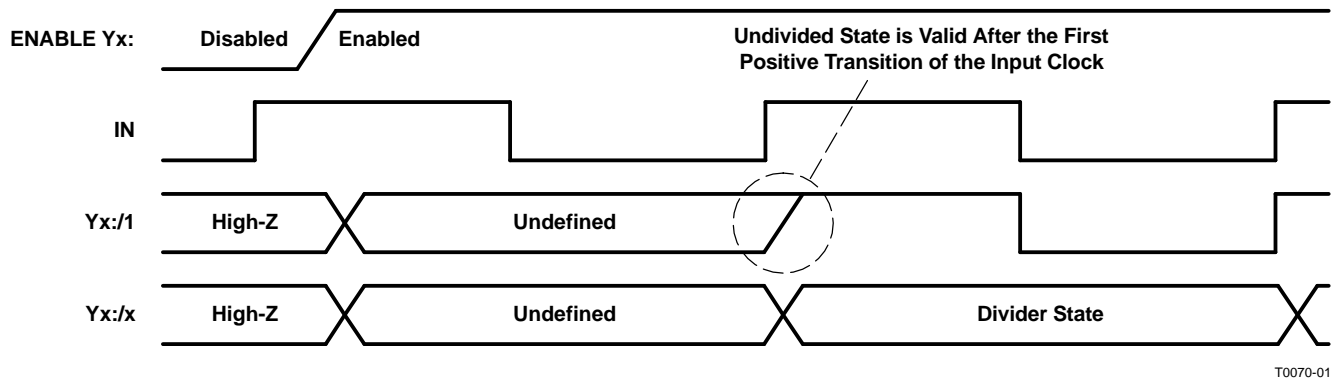 ENABLE Yx:
Disabled
Enabled
Undivided State is Valid After the First
Positive Transition of the Input Clock
IN
Yx:/1
High-Z
Undefined
Yx:/x
High-Z
Undefined
Divider State
T0070-01